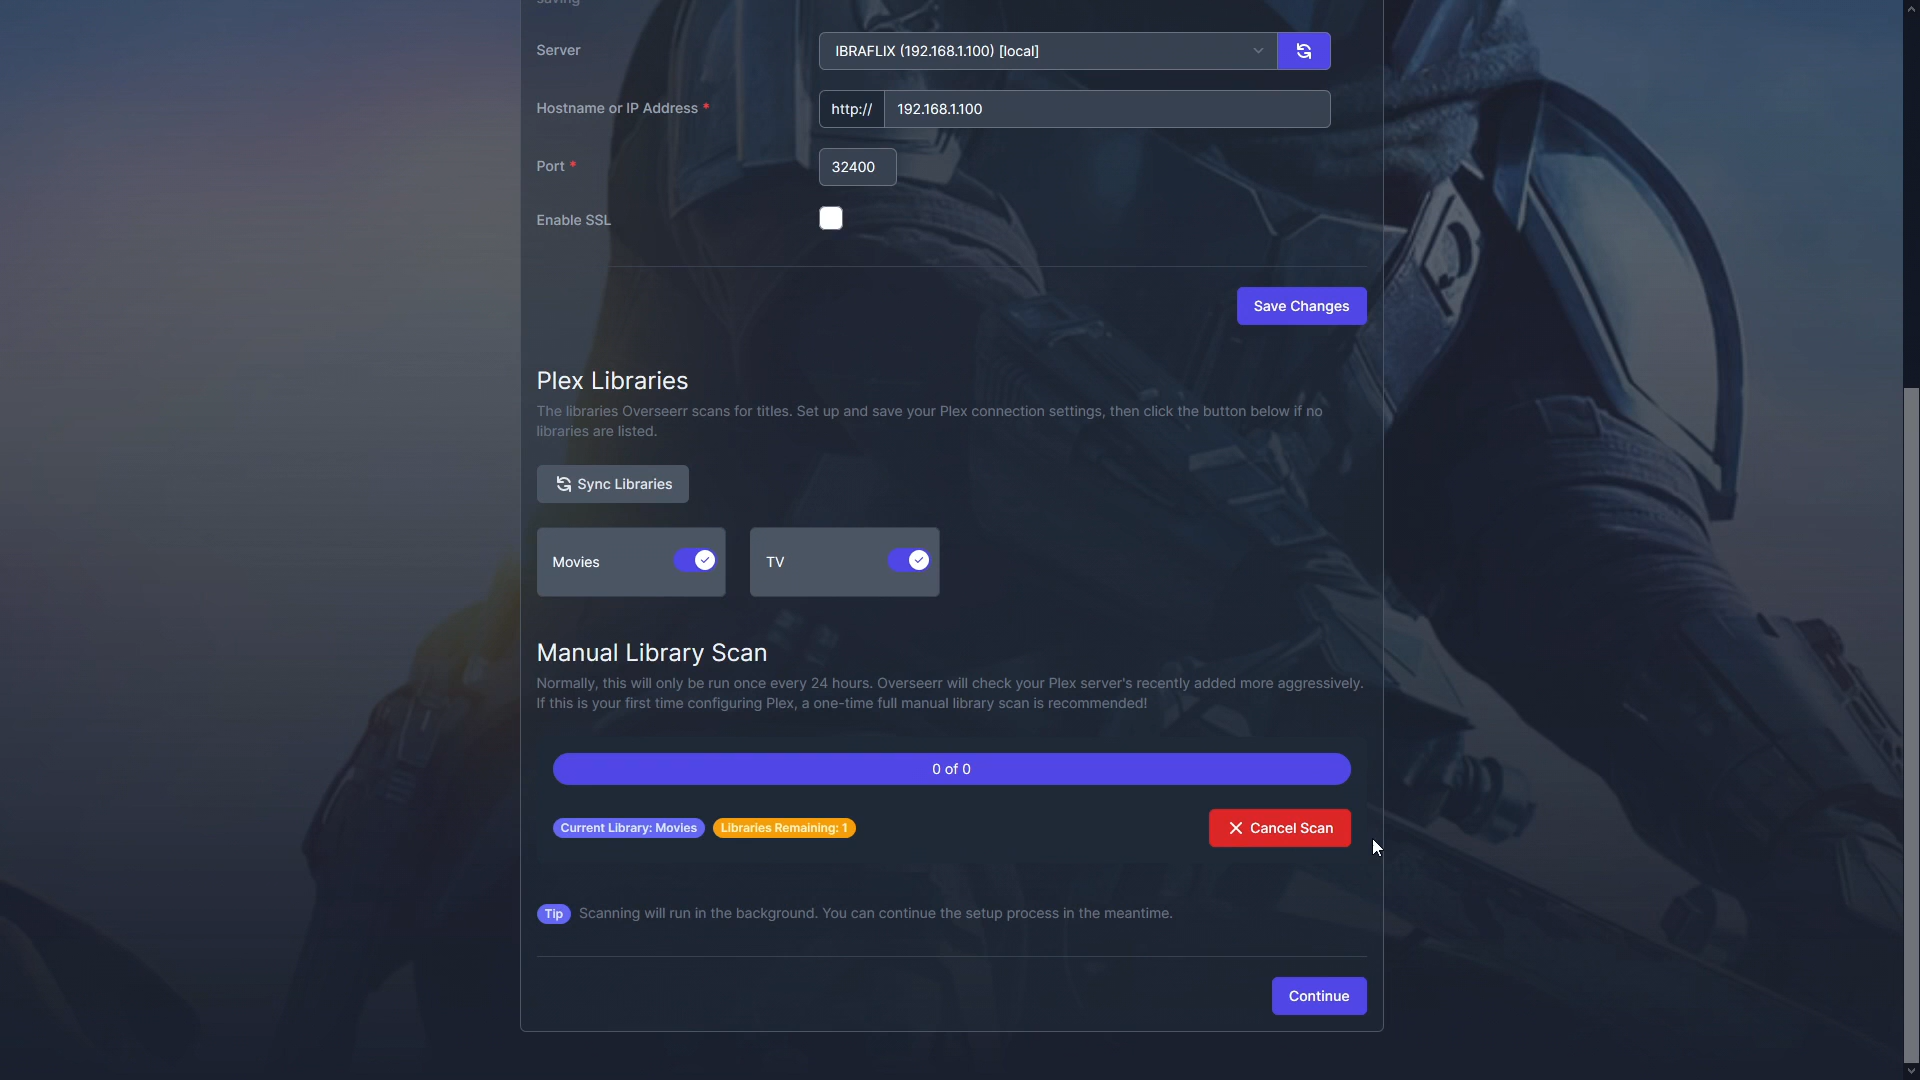 saving
Server
IBRAFLIX (192.168.1.100) [local]
Hostname or IP Address *
http://
192.168.1.100
Port *
32400
Enable SSL
Save Changes
Plex Libraries
The libraries Overseerr scans for titles. Set up and save your Plex connection settings, then click the button below if no
libraries are listed.
Sync Libraries
Movies
TV
Manual Library Scan
Normally, this will only be run once every 24 hours. Overseerr will check your Plex server's recently added more aggressively.
If this is your first time configuring Plex, a one-time full manual library scan is recommended!
0 of 0
Current Library: Movies
Libraries Remaining: 1
Cancel Scan
Tip
Scanning will run in the background. You can continue the setup process in the meantime.
Continue